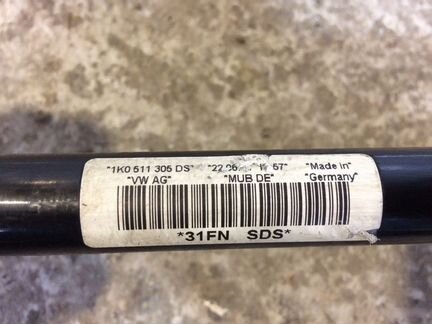 "1K0 511 305 DS" "22 06 57" "Made in"
"VW AG" "MUB DE" "Germany"
*31FN SDS*